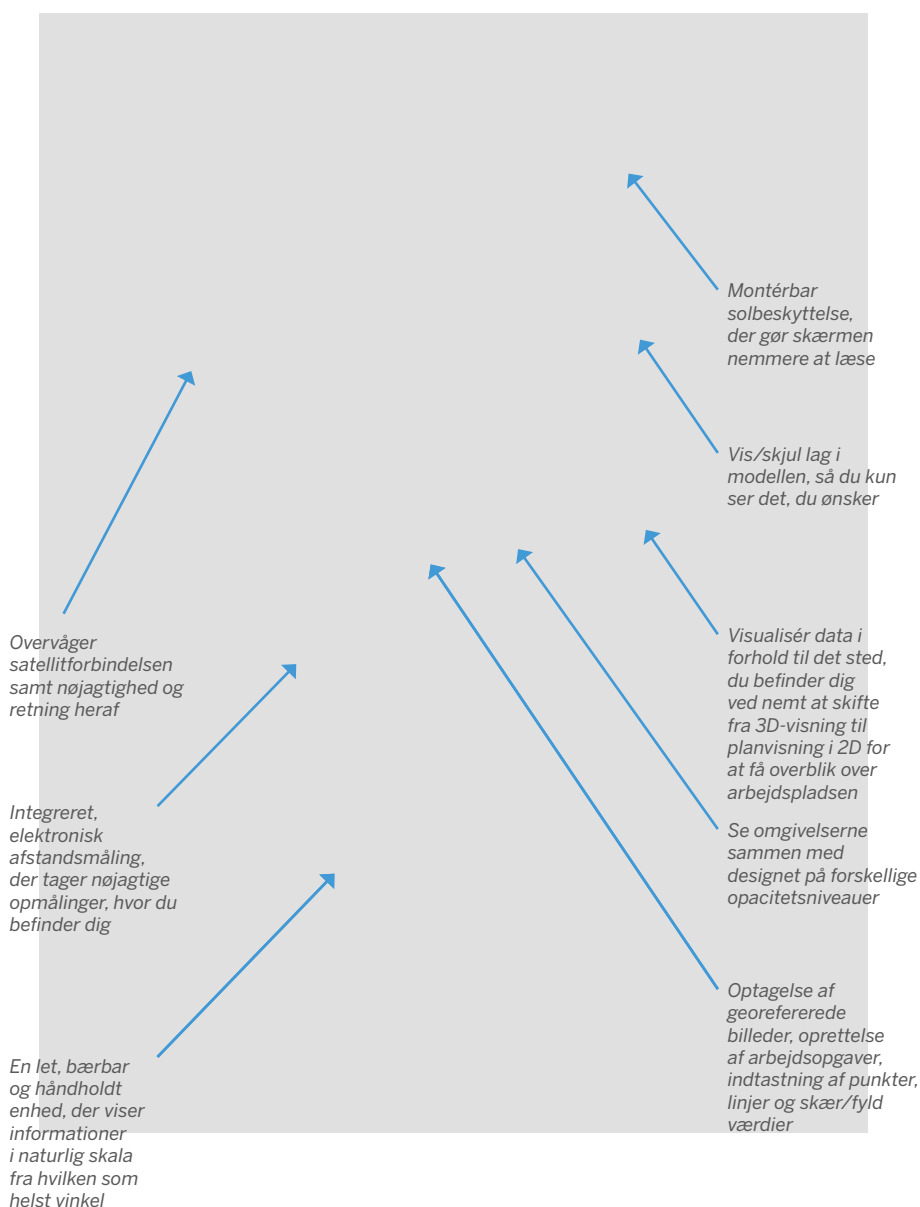 Montérbar
solbeskyttelse,
der gør skærmen
nemmere at læse
Vis/skjul lag i
modellen, så du kun
ser det, du ønsker
Overvåger
satellitforbindelsen
samt nøjagtighed og
retning heraf
Visualisér data i
forhold til det sted,
du befinder dig
ved nemt at skifte
fra 3D-visning til
planvisning i 2D for
at få overblik over
arbejdspladsen
Integreret,
elektronisk
afstandsmåling,
der tager nøjagtige
opmålinger, hvor du
befinder dig
Se omgivelserne
sammen med
designet på forskellige
opacitetsniveauer
Optagelse af
georefererede
billeder, oprettelse
af arbejdsopgaver,
indtastning af punkter,
linjer og skær/fyld
værdier
En let, bærbar
og håndholdt
enhed, der viser
informationer
i naturlig skala
fra hvilken som
helst vinkel